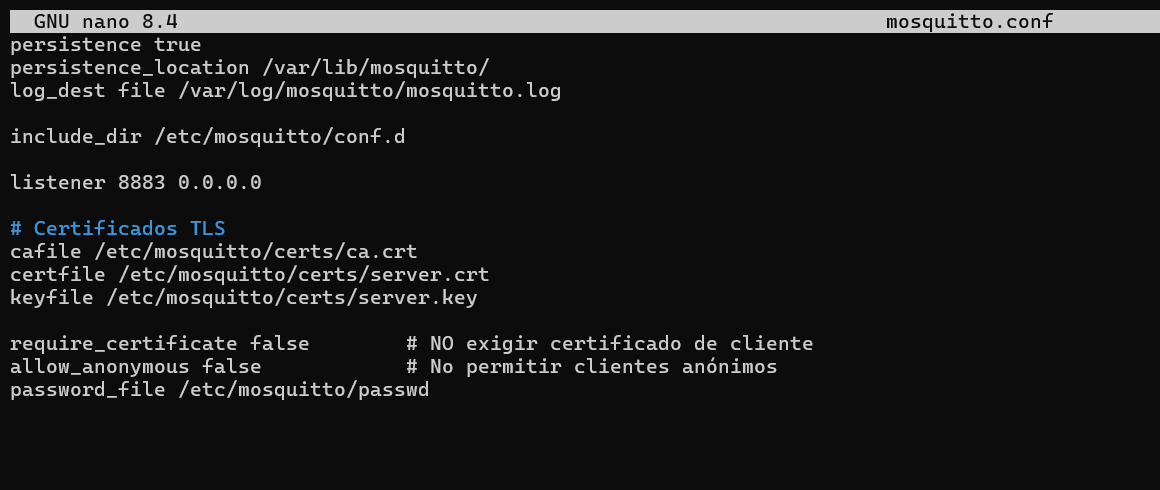 GNU nano 8.4 mosquitto.conf
persistence true
persistence_location /var/lib/mosquitto/
log_dest file /var/log/mosquitto/mosquitto.log
include_dir /etc/mosquitto/conf.d
listener 8883 0.0.0.0
# Certificados TLS
cafile /etc/mosquitto/certs/ca.crt
certfile /etc/mosquitto/certs/server.crt
keyfile /etc/mosquitto/certs/server.key
require_certificate false # NO exigir certificado de cliente
allow_anonymous false # No permitir clientes anónimos
password_file /etc/mosquitto/passwd